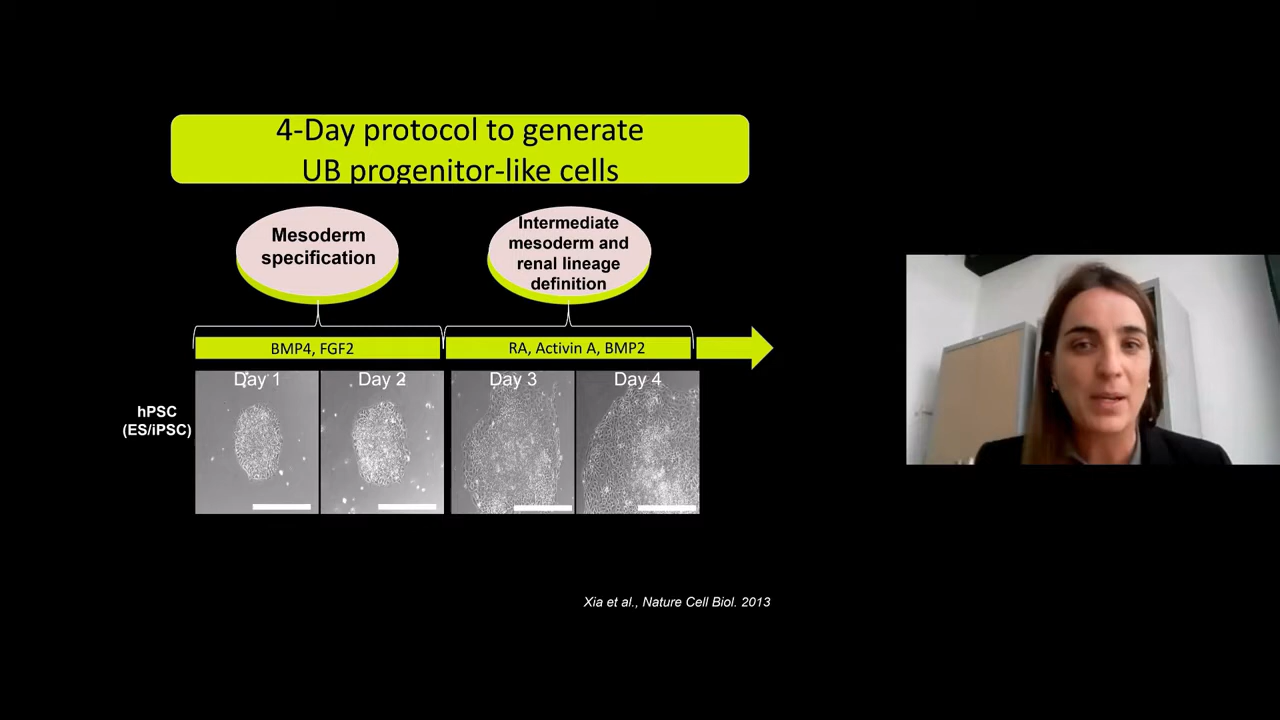 4-Day protocol to generate
UB progenitor-like cells
Mesoderm
specification
Intermediate
mesoderm and
renal lineage
definition
BMP4, FGF2
RA, Activin A, BMP2
Day 1
Day 2
Day 3
Day 4
hPSC
(ES/iPSC)
Xia et al., Nature Cell Biol. 2013